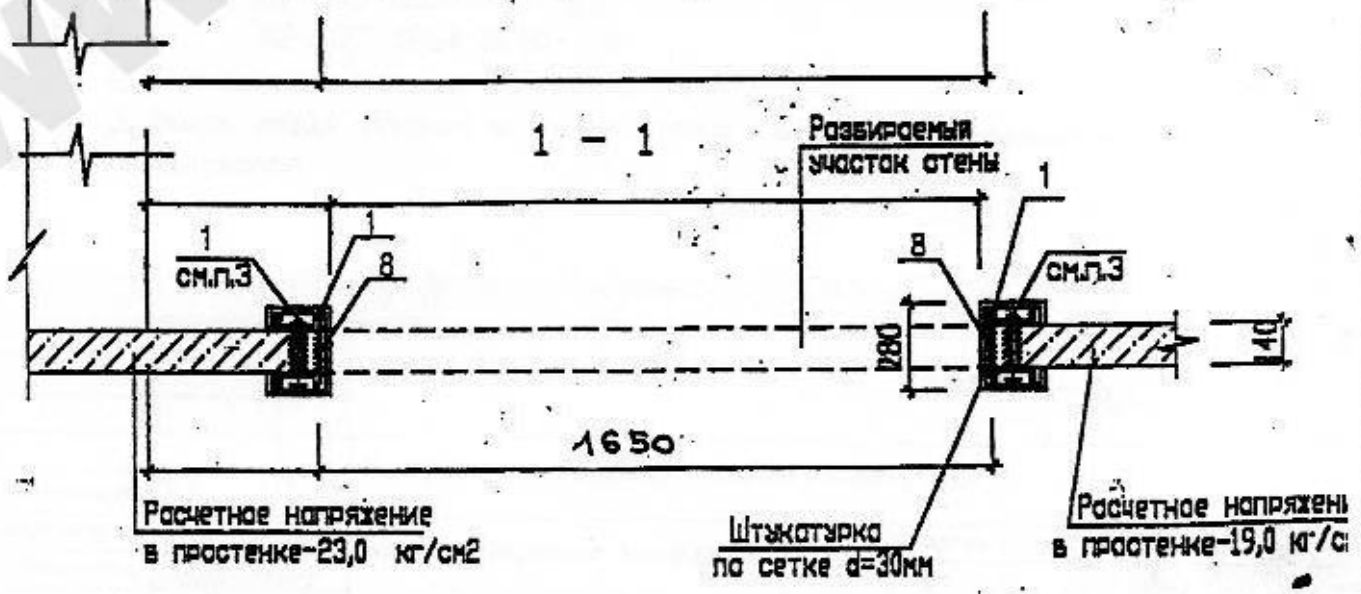 1 - 1
Разбираемый
участок стены
1
1
1
8
см.п.3
8
см.п.3
280
140
1650
Расчетное напряжение
в простенке-23,0 кг/см2
Штукатурка
по сетке d=30мм
Расчетное напряжени
в простенке-19,0 кг/с